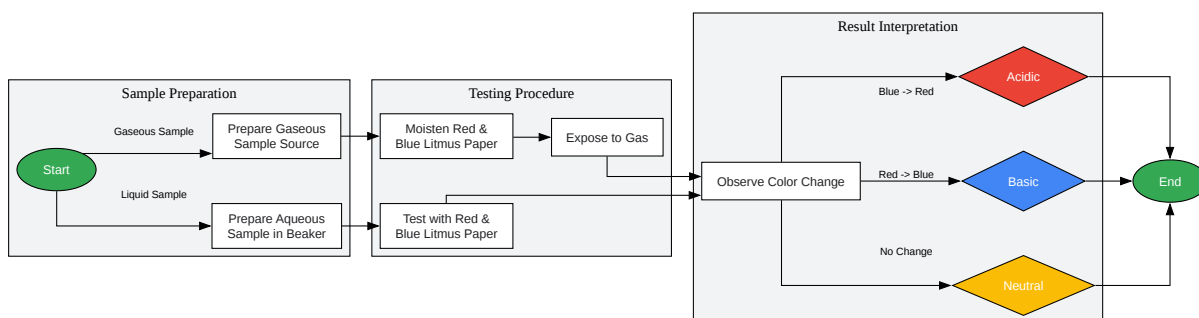 Result Interpretation
Sample Preparation
Testing Procedure
Start
Gaseous Sample
Liquid Sample
Prepare Gaseous
Sample Source
Prepare Aqueous
Sample in Beaker
Moisten Red &
Blue Litmus Paper
Expose to Gas
Test with Red &
Blue Litmus Paper
Observe Color Change
Blue -> Red
Red -> Blue
No Change
Acidic
Basic
Neutral
End